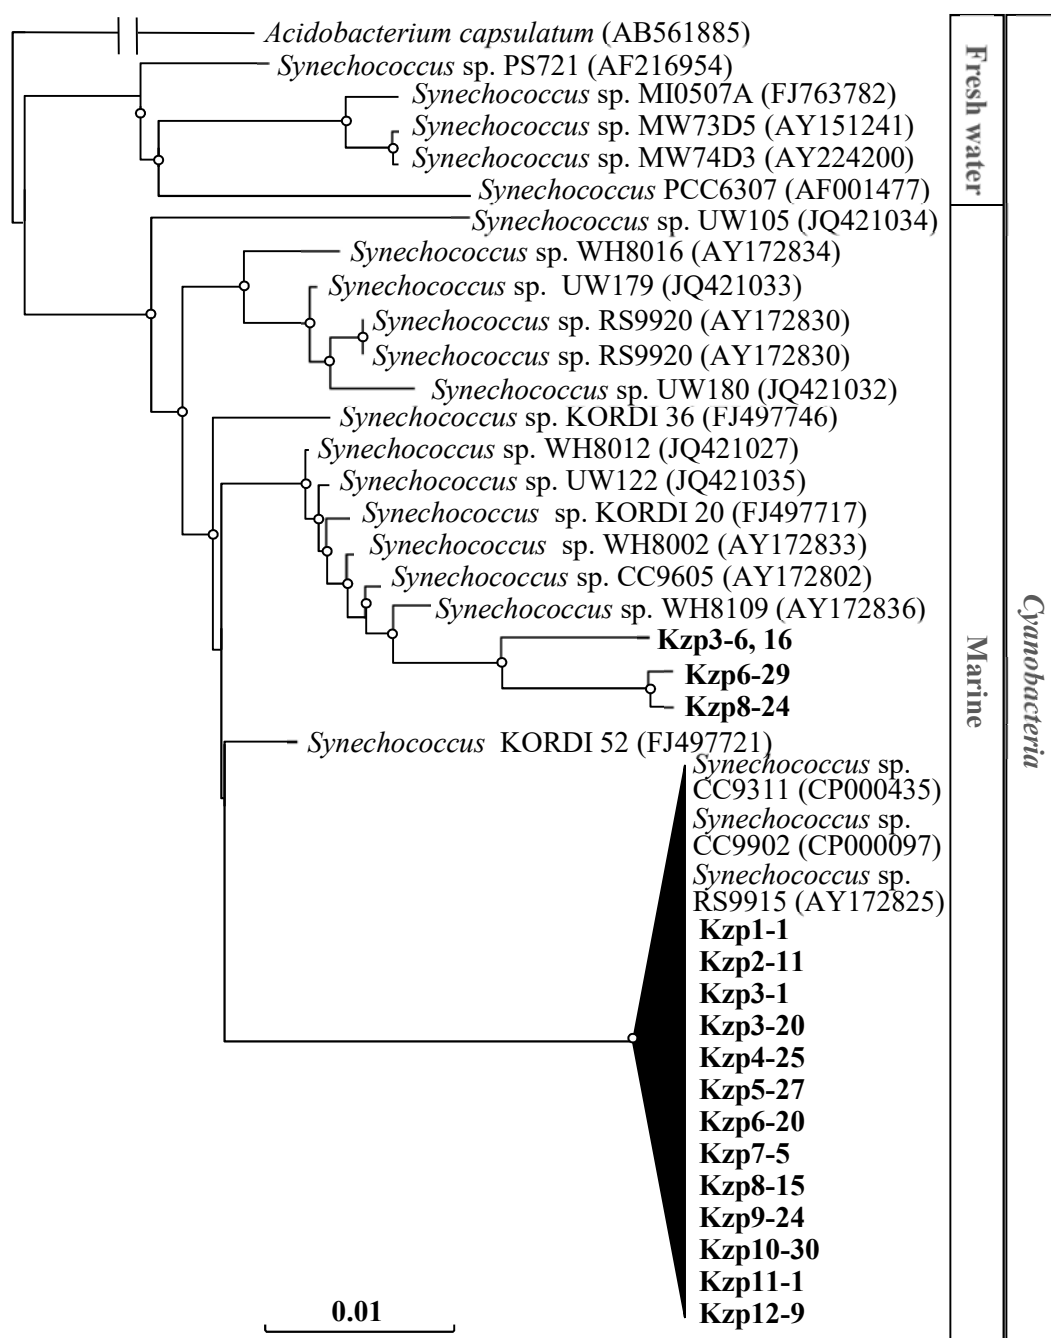 Acidobacterium capsulatum (AB561885)
Synechococcus sp. PS721 (AF216954)
Synechococcus sp. MI0507A (FJ763782)
Synechococcus sp. MW73D5 (AY151241)
Synechococcus sp. MW74D3 (AY224200)
Synechococcus PCC6307 (AF001477)
Synechococcus sp. UW105 (JQ421034)
Synechococcus sp. WH8016 (AY172834)
Synechococcus sp. UW179 (JQ421033)
Synechococcus sp. RS9920 (AY172830)
Synechococcus sp. RS9920 (AY172830)
Synechococcus sp. UW180 (JQ421032)
Synechococcus sp. KORDI 36 (FJ497746)
Synechococcus sp. WH8012 (JQ421027)
Synechococcus sp. UW122 (JQ421035)
Synechococcus sp. KORDI 20 (FJ497717)
Synechococcus sp. WH8002 (AY172833)
Synechococcus sp. CC9605 (AY172802)
Synechococcus sp. WH8109 (AY172836)
Kzp3-6, 16
Kzp6-29
Kzp8-24
Synechococcus KORDI 52 (FJ497721)
Synechococcus sp.
CC9311 (CP000435)
Synechococcus sp.
CC9902 (CP000097)
Synechococcus sp.
RS9915 (AY172825)
Kzp1-1
Kzp2-11
Kzp3-1
Kzp3-20
Kzp4-25
Kzp5-27
Kzp6-20
Kzp7-5
Kzp8-15
Kzp9-24
Kzp10-30
Kzp11-1
Kzp12-9
0.01
Fresh water
Marine
Cyanobacteria